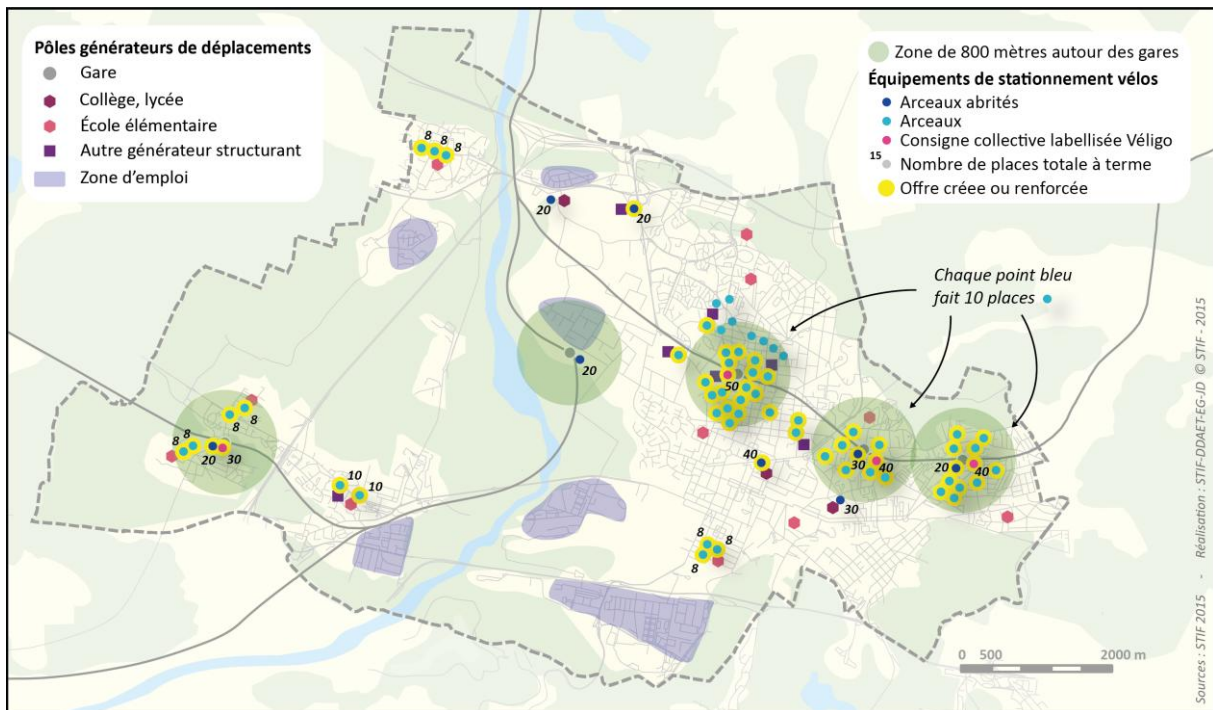 Pôles générateurs de déplacements
Gare
Collège, lycée
École élémentaire
Autre générateur structurant
Zone d'emploi
Zone de 800 mètres autour des gares
Équipements de stationnement vélos
Arceaux abrités
Arceaux
Consigne collective labellisée Véligo
15 Nombre de places totale à terme
Offre créée ou renforcée
8 8 8
20
20
Chaque point bleu
fait 10 places
20
50
8
8
8 8
20 30
10
10
40
30 40
20 40
30
8 8
8
0 500 2000 m
Sources : STIF 2015 - Réalisation : STIF-DDAET-EG-JD © STIF - 2015